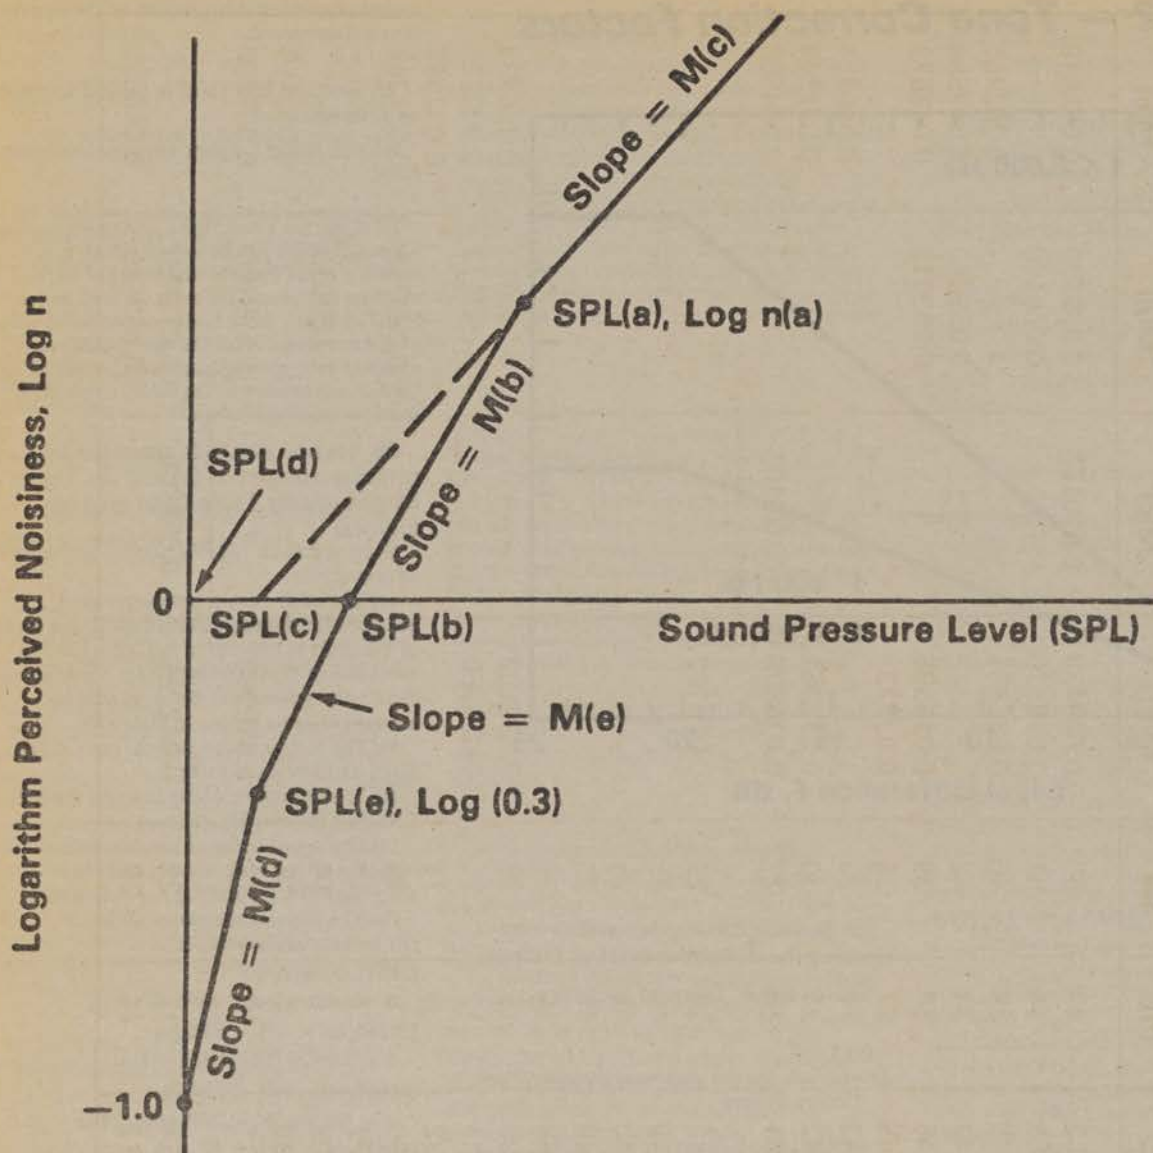 Slope = M(c)
SPL(a), Log n(a)
Slope = M(b)
SPL(d)
Logarithm Perceived Noisiness, Log n
0
SPL(c)
SPL(b)
Sound Pressure Level (SPL)
Slope = M(e)
SPL(e), Log (0.3)
Slope = M(d)
−1.0